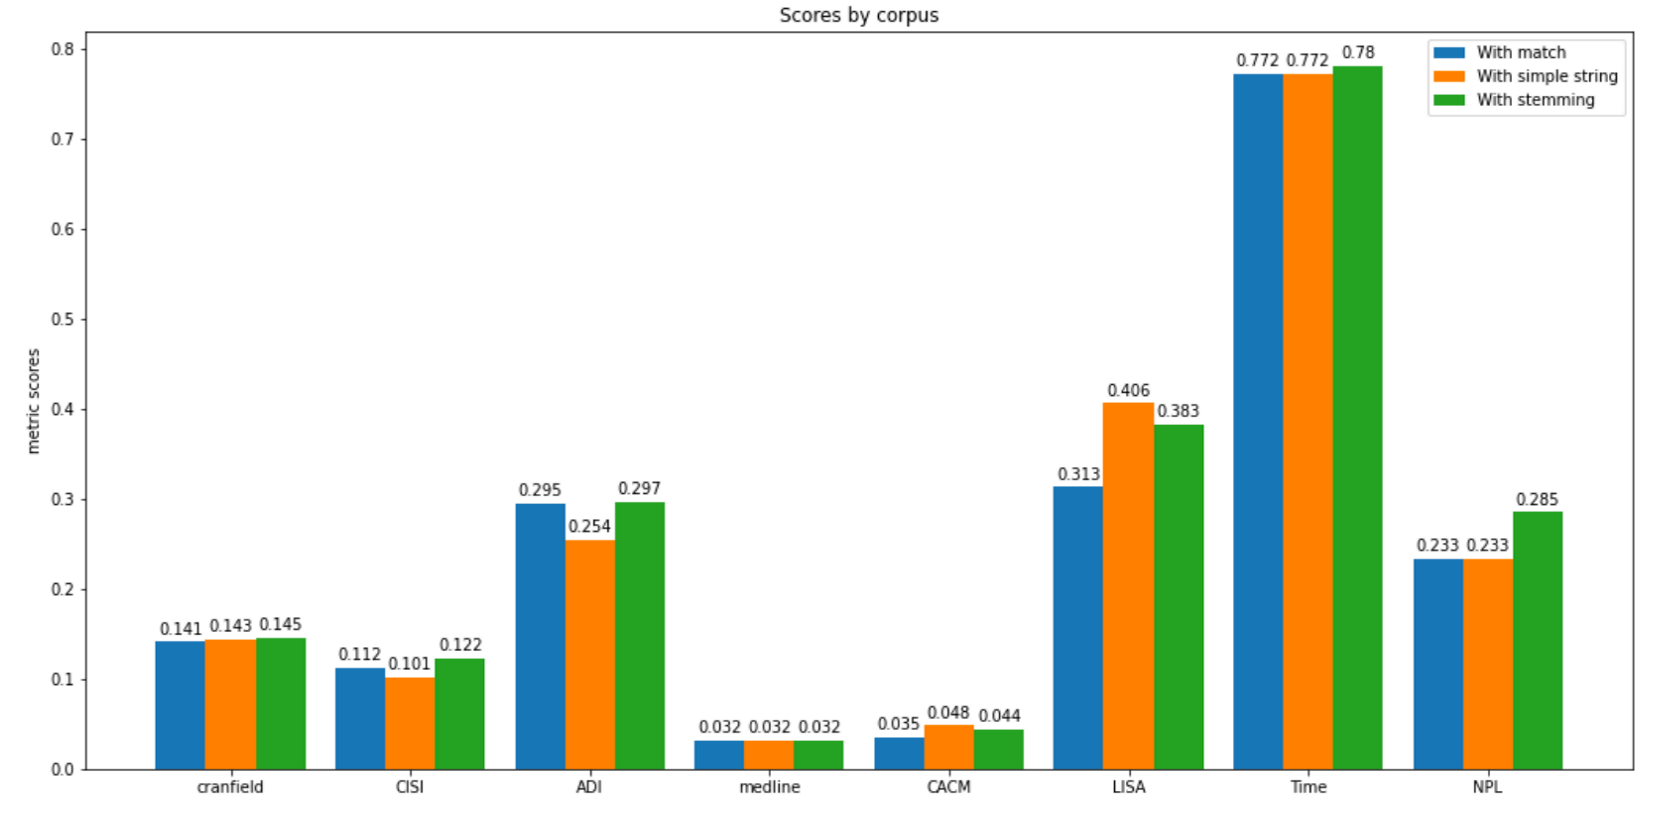 Scores by corpus
With match
With simple string
With stemming
metric scores
0.8
0.7
0.6
0.5
0.4
0.3
0.2
0.1
0.0
0.141 0.143 0.145
0.112 0.101 0.122
0.295 0.254 0.297
0.032 0.032 0.032
0.035 0.048 0.044
0.313 0.406 0.383
0.772 0.772 0.78
0.233 0.233 0.285
cranfield CISI ADI medline CACM LISA Time NPL